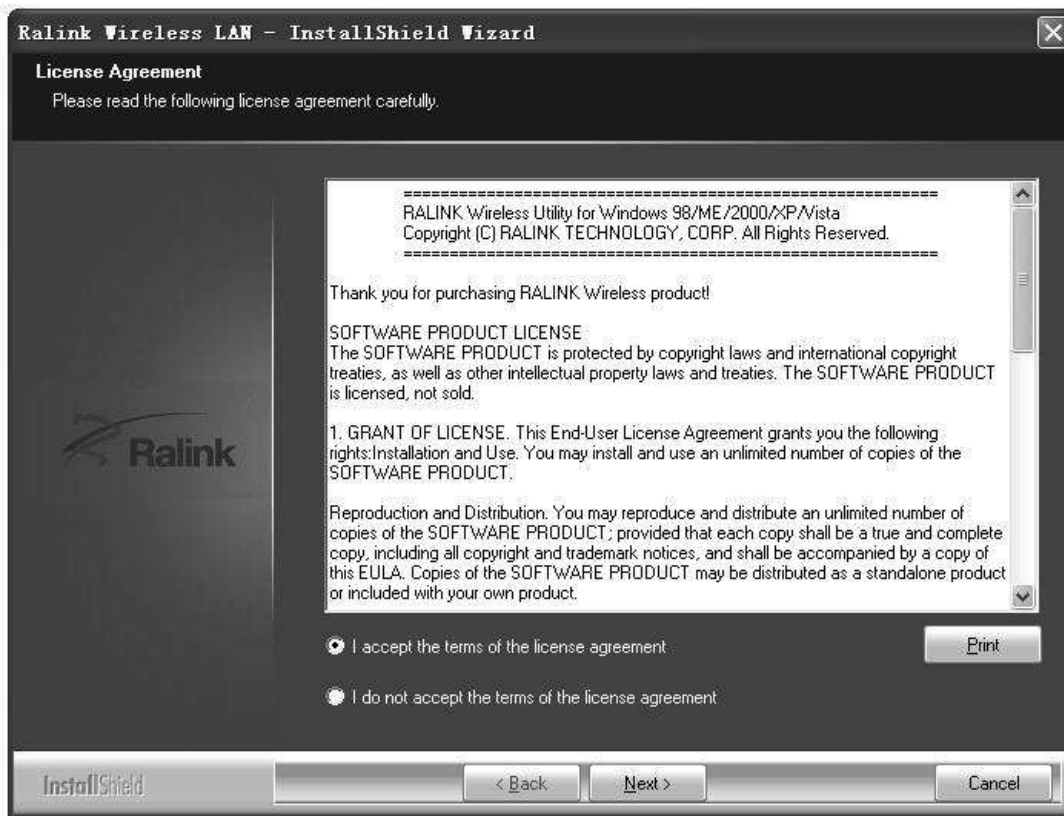 Ralink Wireless LAN - InstallShield Wizard
License Agreement
Please read the following license agreement carefully.
============================================================
RALINK Wireless Utility for Windows 98/ME/2000/XP/Vista
Copyright (C) RALINK TECHNOLOGY, CORP. All Rights Reserved.
============================================================
Thank you for purchasing RALINK Wireless product!
SOFTWARE PRODUCT LICENSE
The SOFTWARE PRODUCT is protected by copyright laws and international copyright
treaties, as well as other intellectual property laws and treaties. The SOFTWARE PRODUCT
is licensed, not sold.
1. GRANT OF LICENSE. This End-User License Agreement grants you the following
rights:Installation and Use. You may install and use an unlimited number of copies of the
SOFTWARE PRODUCT.
Reproduction and Distribution. You may reproduce and distribute an unlimited number of
copies of the SOFTWARE PRODUCT; provided that each copy shall be a true and complete
copy, including all copyright and trademark notices, and shall be accompanied by a copy of
this EULA. Copies of the SOFTWARE PRODUCT may be distributed as a standalone product
or included with your own product.
Ralink
I accept the terms of the license agreement
Print
I do not accept the terms of the license agreement
InstallShield
< Back
Next >
Cancel